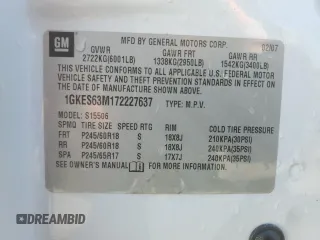 GM
MFD BY GENERAL MOTORS CORP. 02/07
GVWR GAWR FRT GAWR RR
2722KG(6001LB) 1338KG(2950LB) 1542KG(3400LB)
THIS VEHICLE CONFORMS TO ALL APPLICABLE U.S. FEDERAL MOTOR
VEHICLE SAFETY AND THEFT PREVENTION STANDARDS IN EFFECT ON
THE DATE OF MANUFACTURE SHOWN ABOVE.
1GKES63M172227637 TYPE: M.P.V.
MODEL: S15506
SPMQ TIRE SIZE SPEED RTG RIM COLD TIRE PRESSURE
FRT P245/60R18 S 18X8J 210KPA(30PSI)
RR P245/60R18 S 18X8J 240KPA(35PSI)
SPA P245/65R17 S 17X7J 240KPA(35PSI)
SEE OWNER'S MANUAL FOR ADDITIONAL INFORMATION.
AUTOBIDMASTER